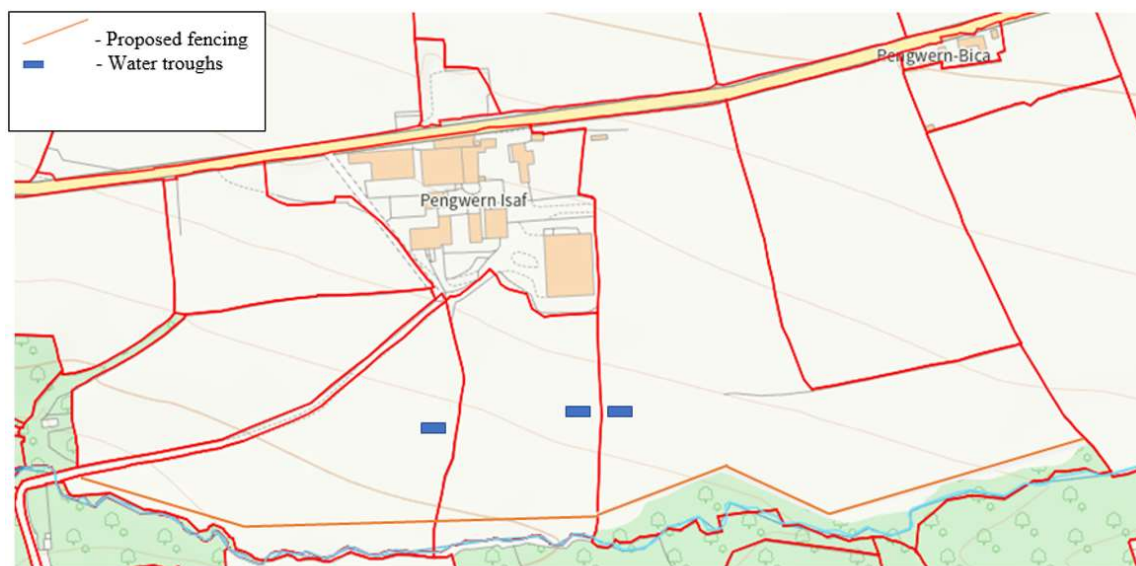 - Proposed fencing
- Water troughs
Pengwern-Bica
Pengwern Isaf